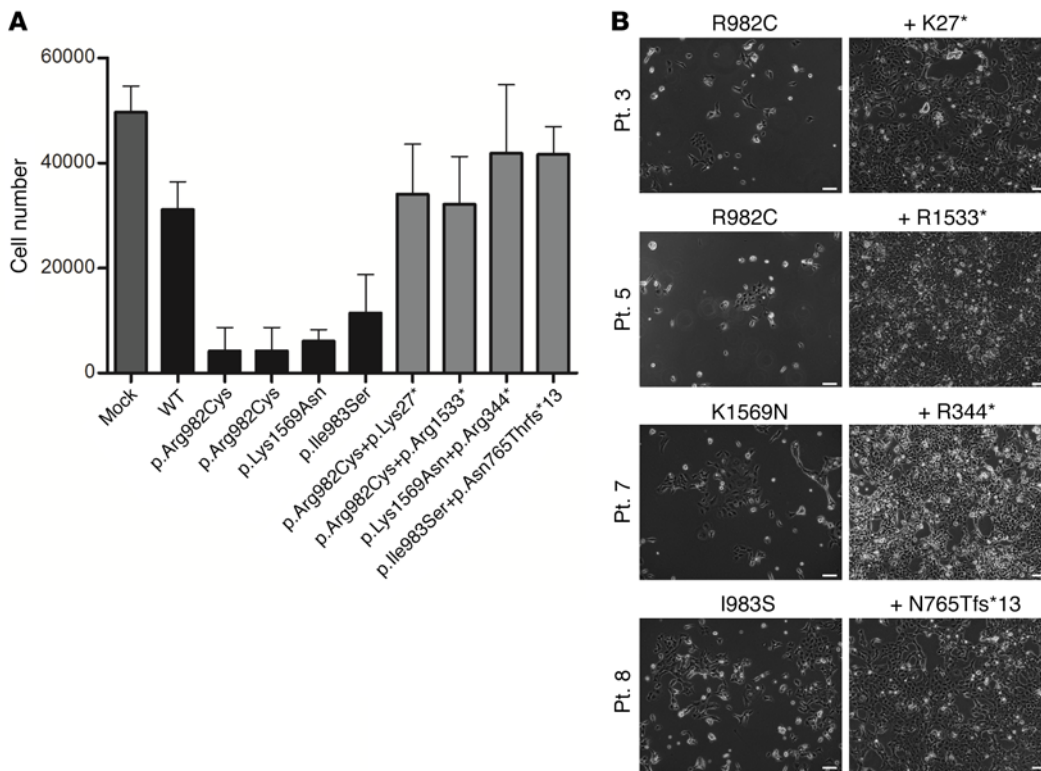 A
Cell number
60000
40000
20000
0
Mock
WT
p.Arg982Cys
p.Arg982Cys
p.Lys1569Asn
p.Ile983Ser
p.Arg982Cys+p.Lys27*
p.Arg982Cys+p.Arg1533*
p.Lys1569Asn+p.Arg344*
p.Ile983Ser+p.Asn765Thrfs*13
B
R982C
+ K27*
Pt. 3
R982C
+ R1533*
Pt. 5
K1569N
+ R344*
Pt. 7
I983S
+ N765Tfs*13
Pt. 8